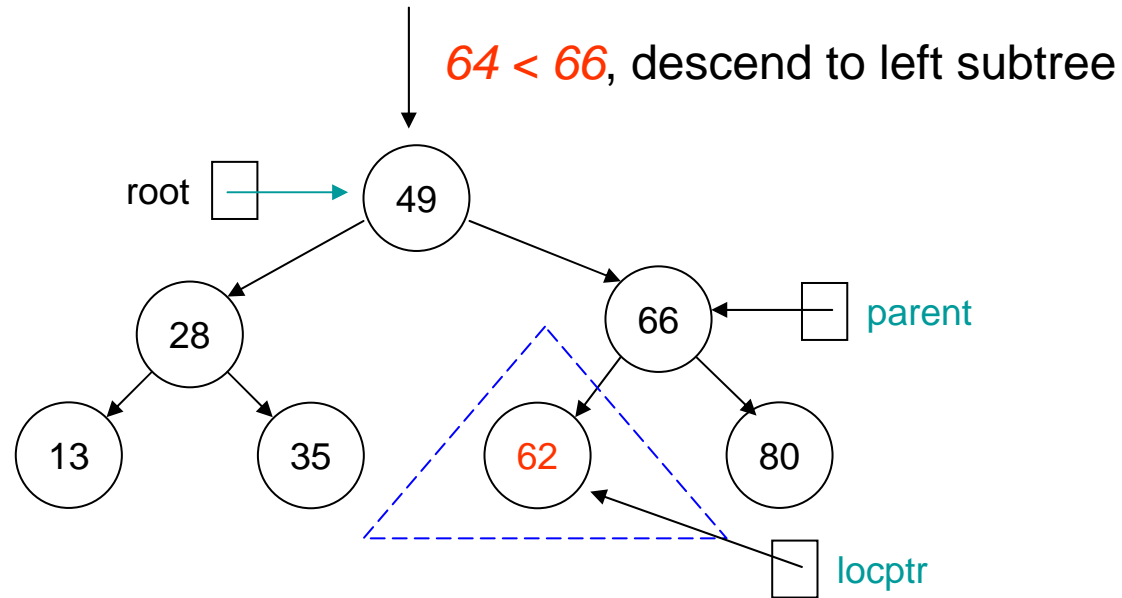 64 < 66, descend to left subtree
root
49
28
66
parent
13
35
62
80
locptr